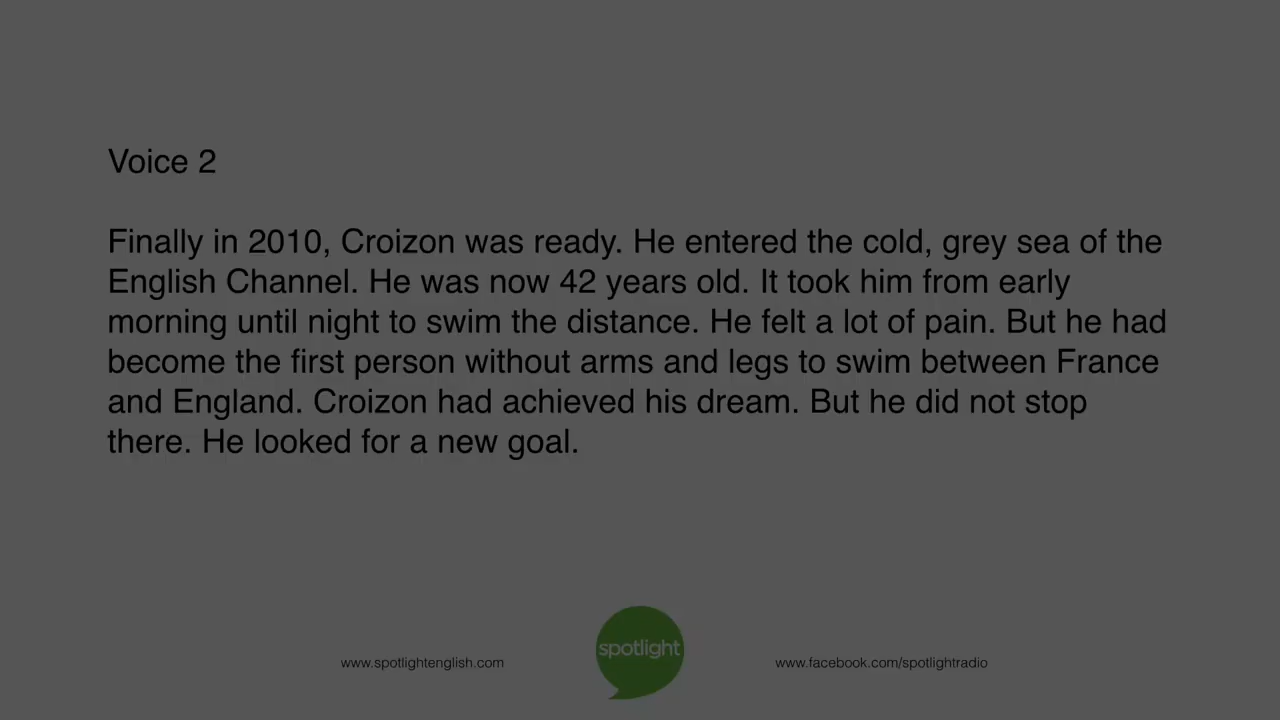 Voice 2
Finally in 2010, Croizon was ready. He entered the cold, grey sea of the
English Channel. He was now 42 years old. It took him from early
morning until night to swim the distance. He felt a lot of pain. But he had
become the first person without arms and legs to swim between France
and England. Croizon had achieved his dream. But he did not stop
there. He looked for a new goal.
spotlight
www.spotlightenglish.com
www.facebook.com/spotlightradio